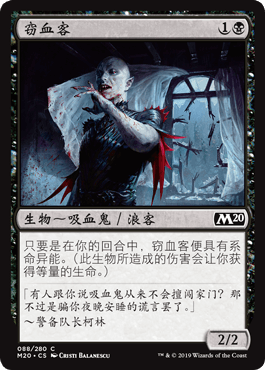 窃血客 1
生物～吸血鬼／浪客 M20
只要是在你的回合中，窃血客便具有系
命异能。（此生物所造成的伤害会让你获
得等量的生命。）
「有人跟你说吸血鬼从来不会擅闯家门？那
不过是骗你夜晚安睡的谎言罢了。」
～警备队长柯林
2/2
088/280 C
M20 • CS CRISTI BALANESCU
™ & © 2019 Wizards of the Coast